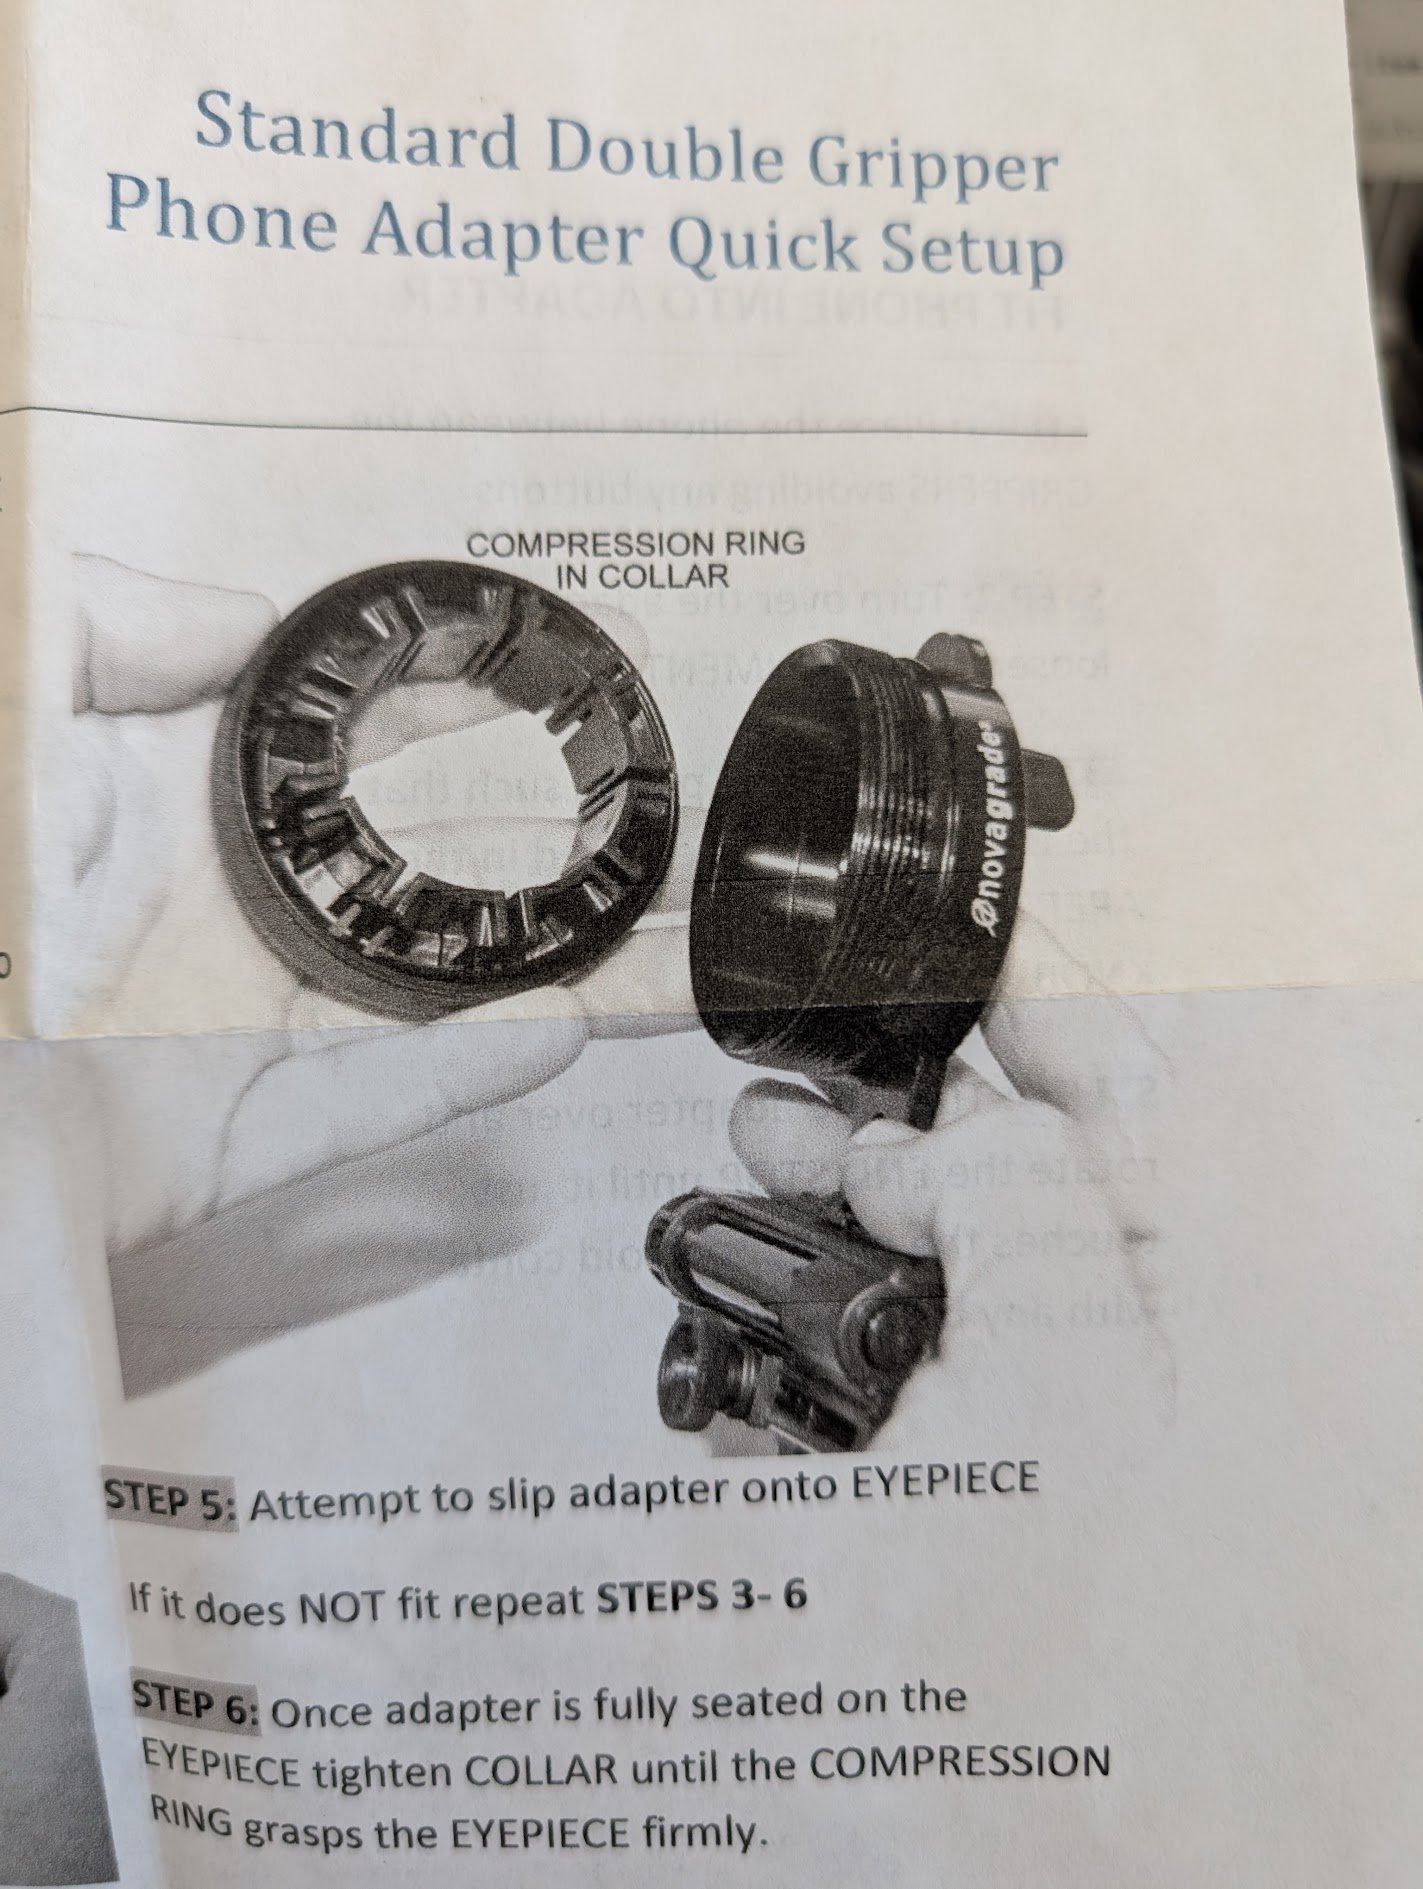 Standard Double Gripper
Phone Adapter Quick Setup
COMPRESSION RING
IN COLLAR
novagrade
STEP 5: Attempt to slip adapter onto EYEPIECE
If it does NOT fit repeat STEPS 3- 6
STEP 6: Once adapter is fully seated on the
EYEPIECE tighten COLLAR until the COMPRESSION
RING grasps the EYEPIECE firmly.